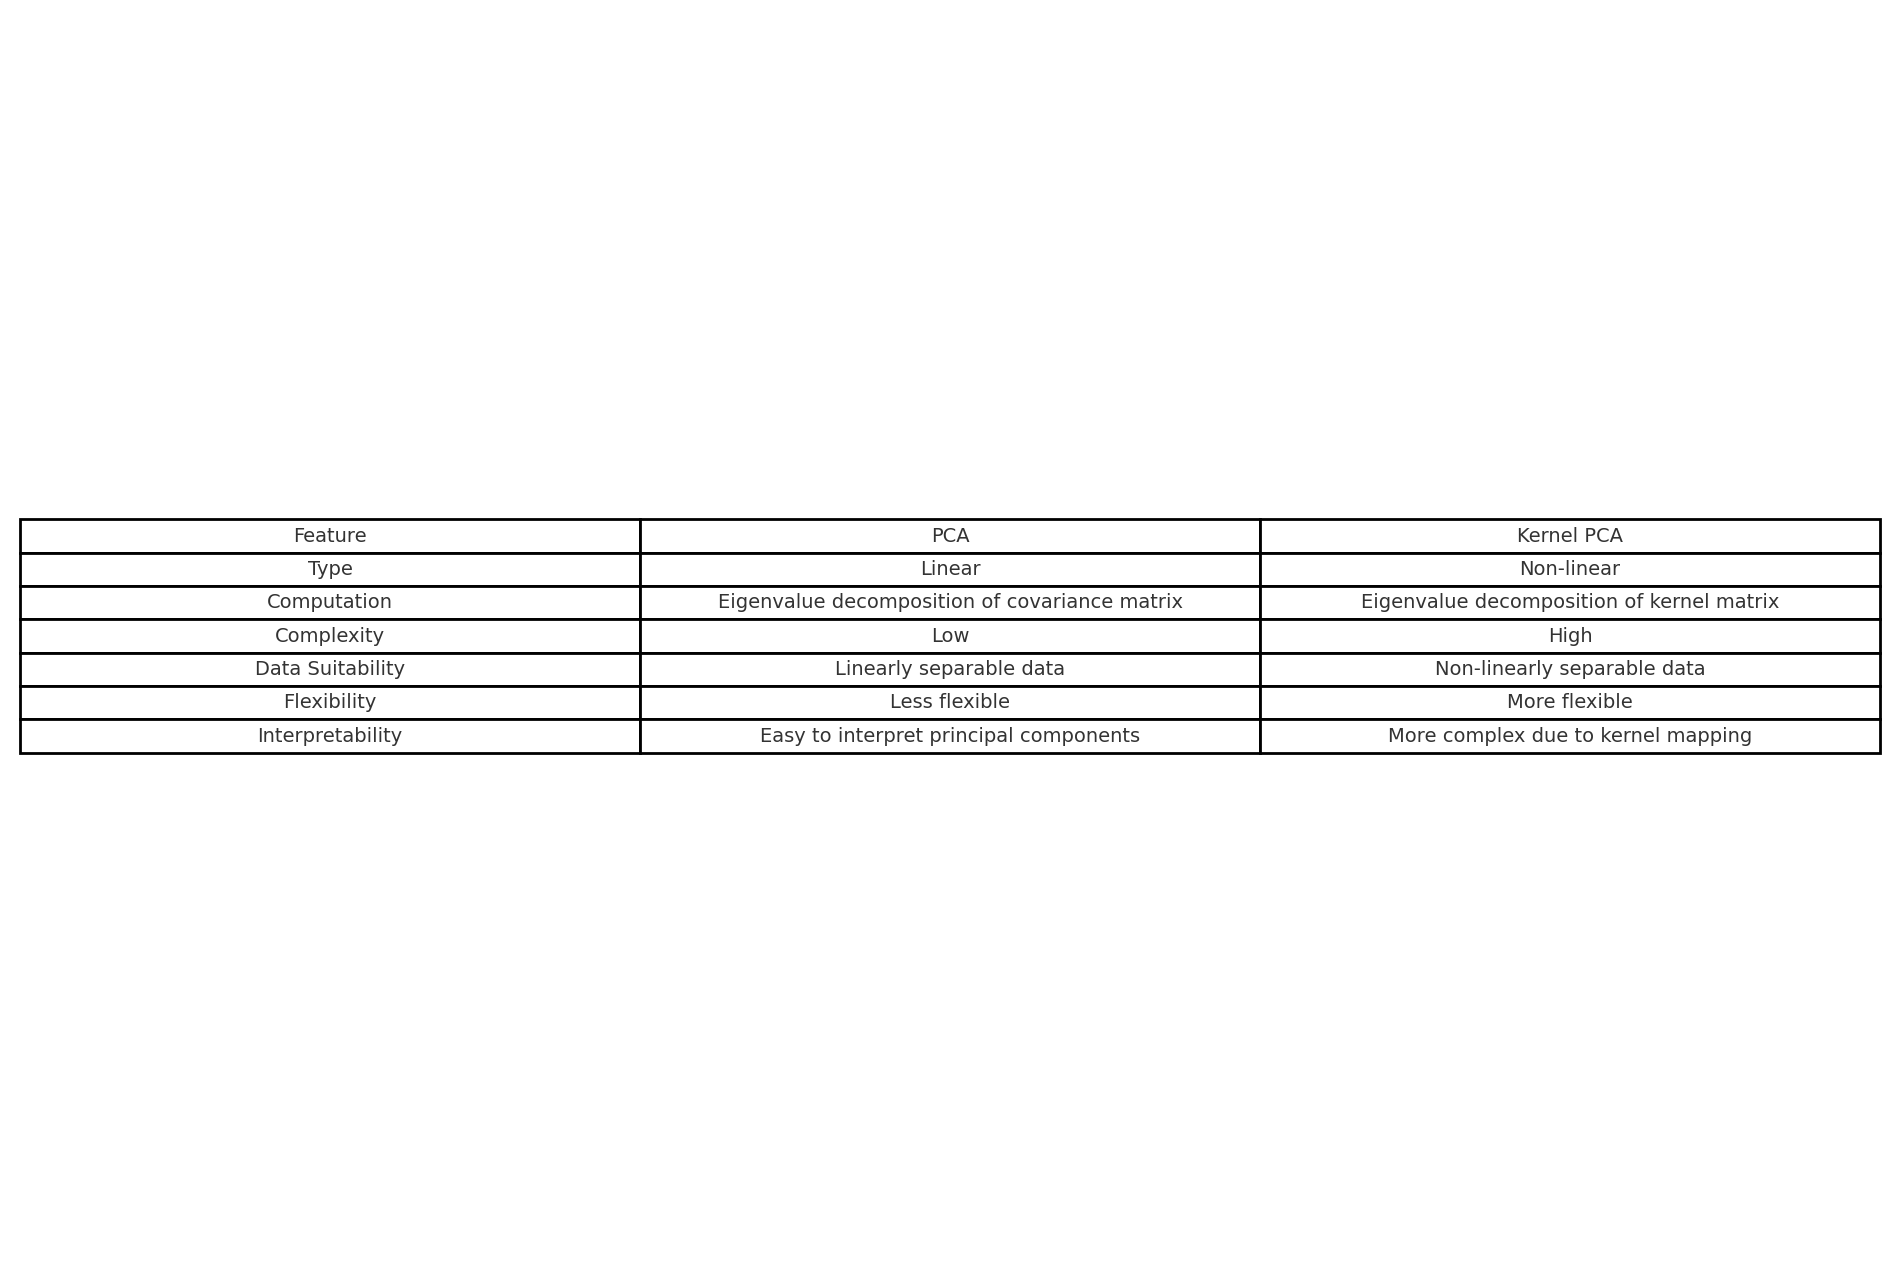 Feature PCA Kernel PCA
Type Linear Non-linear
Computation Eigenvalue decomposition of covariance matrix Eigenvalue decomposition of kernel matrix
Complexity Low High
Data Suitability Linearly separable data Non-linearly separable data
Flexibility Less flexible More flexible
Interpretability Easy to interpret principal components More complex due to kernel mapping